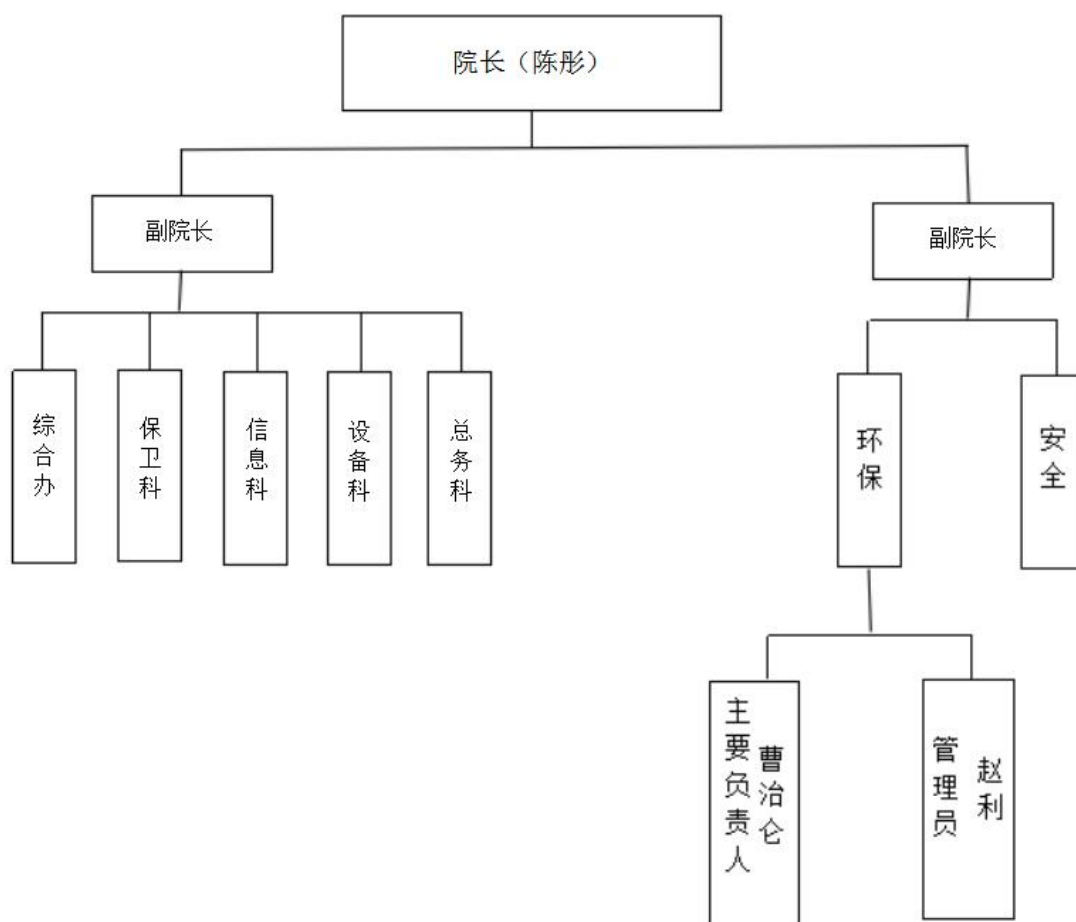 院长（陈彤）
副院长
副院长
综合办
保卫科
信息科
设备科
总务科
环保
安全
主要负责人
曹治仑
管理员
赵利